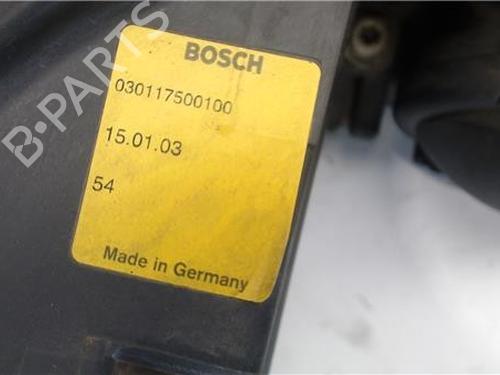 BOSCH
030117500100
15.01.03
54
Made in Germany
B-PARTS